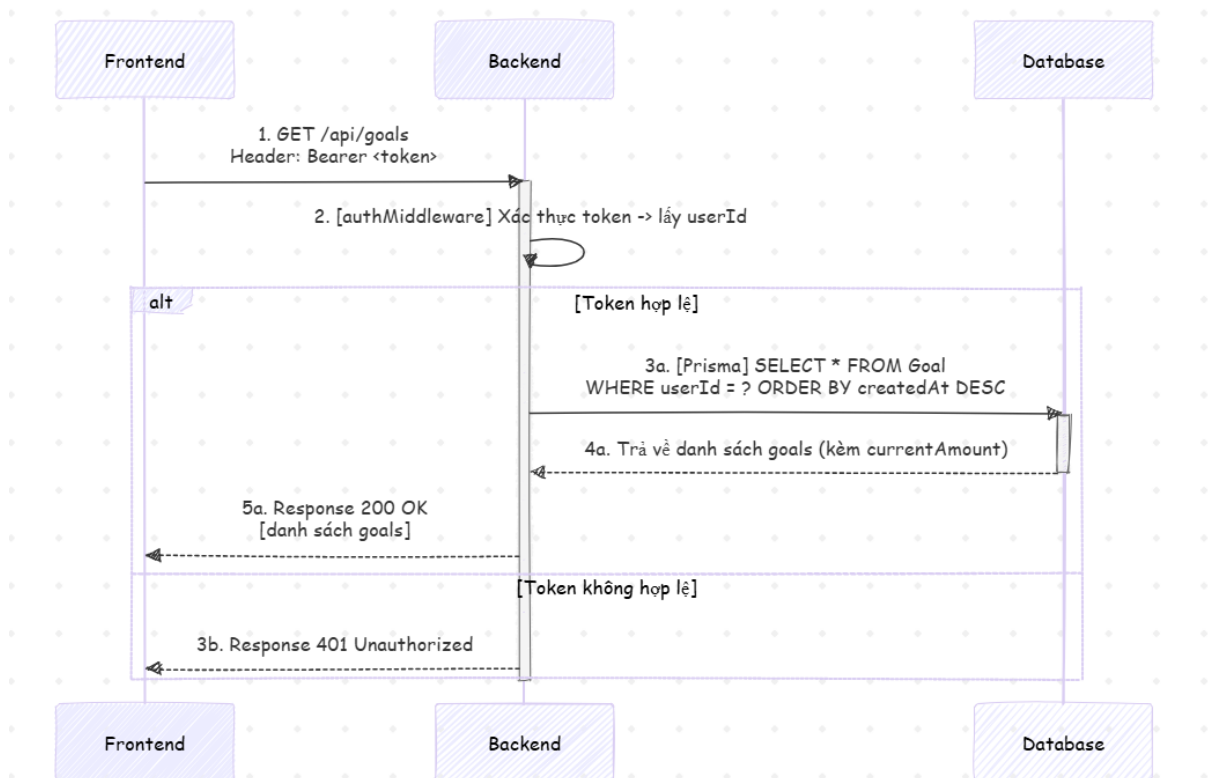 Frontend
Backend
Database
1. GET /api/goals
Header: Bearer <token>
2. [authMiddleware] Xác thực token -> lấy userId
alt
[Token hợp lệ]
3a. [Prisma] SELECT * FROM Goal
WHERE userId = ? ORDER BY createdAt DESC
4a. Trả về danh sách goals (kèm currentAmount)
5a. Response 200 OK
[danh sách goals]
[Token không hợp lệ]
3b. Response 401 Unauthorized
Frontend
Backend
Database